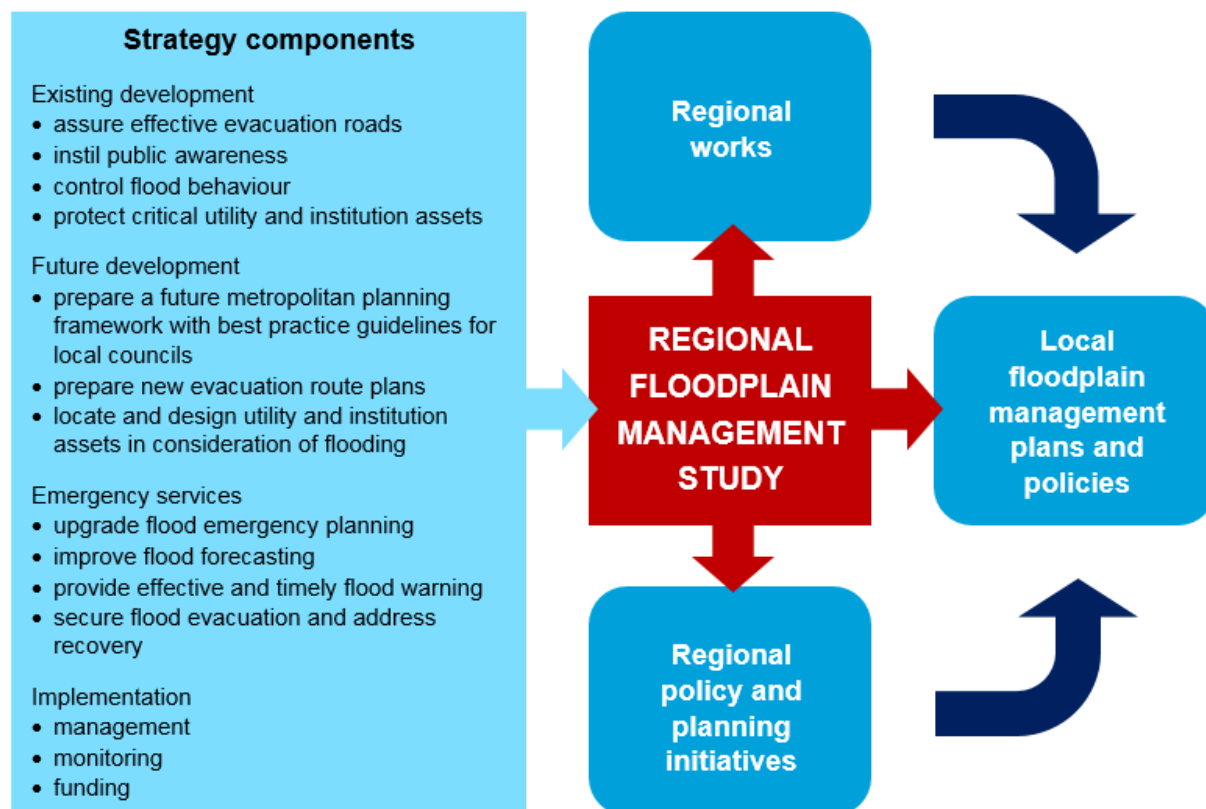 Strategy components
Existing development
• assure effective evacuation roads
• instil public awareness
• control flood behaviour
• protect critical utility and institution assets
Future development
• prepare a future metropolitan planning
framework with best practice guidelines for
local councils
• prepare new evacuation route plans
• locate and design utility and institution
assets in consideration of flooding
Emergency services
• upgrade flood emergency planning
• improve flood forecasting
• provide effective and timely flood warning
• secure flood evacuation and address
recovery
Implementation
• management
• monitoring
• funding
Regional
works
REGIONAL
FLOODPLAIN
MANAGEMENT
STUDY
Regional
policy and
planning
initiatives
Local
floodplain
management
plans and
policies